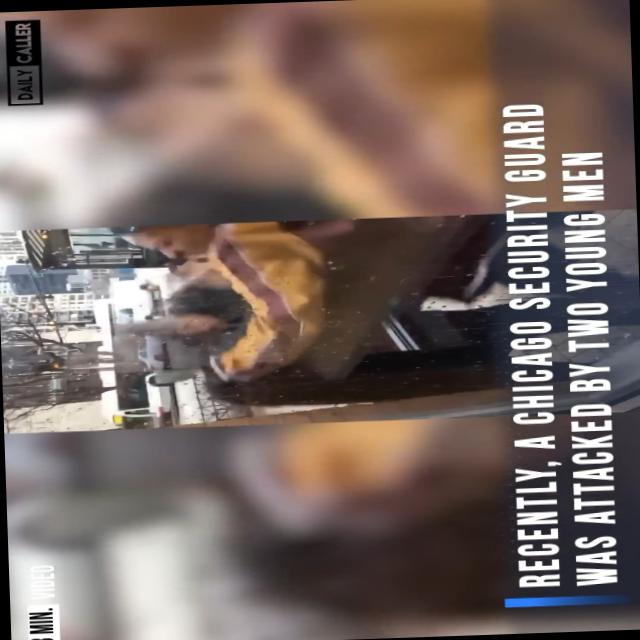 DAILY CALLER
MIN. VIDEO
RECENTLY, A CHICAGO SECURITY GUARD
WAS ATTACKED BY TWO YOUNG MEN